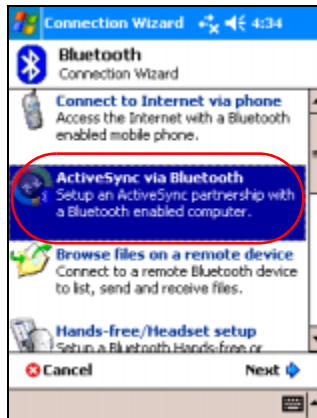 Connection Wizard 4:34
Bluetooth
Connection Wizard
Connect to Internet via phone
Access the Internet with a Bluetooth
enabled mobile phone.
ActiveSync via Bluetooth
Setup an ActiveSync partnership with
a Bluetooth enabled computer.
Browse files on a remote device
Connect to a remote Bluetooth device
to list, send and receive files.
Hands-free/Headset setup
Setup a Bluetooth Hands-free or
Cancel Next